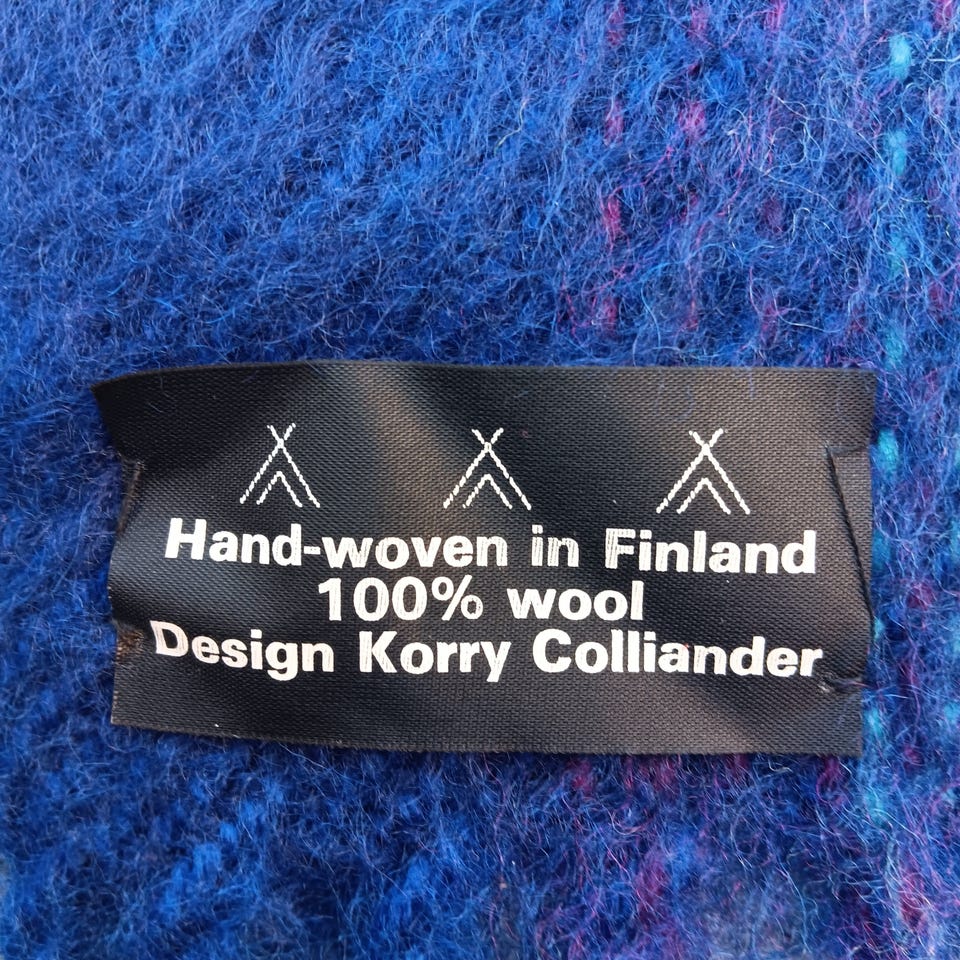 Hand-woven in Finland
100% wool
Design Korry Colliander